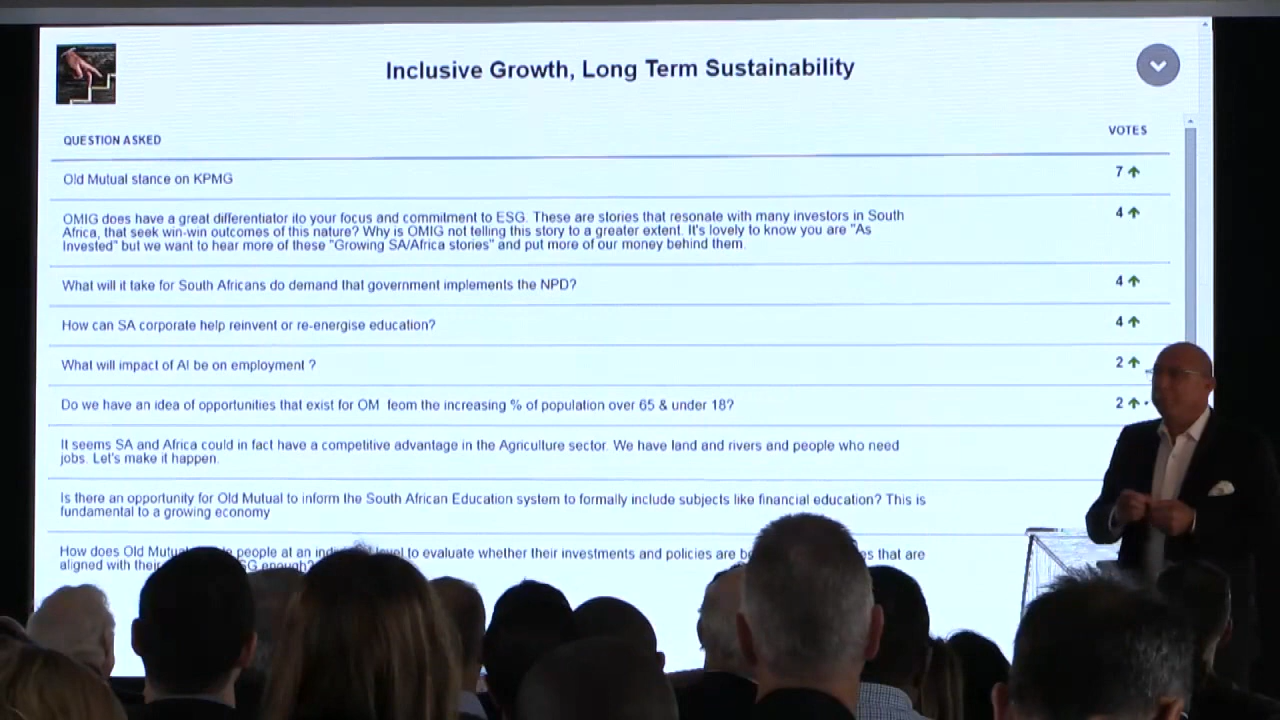 Inclusive Growth, Long Term Sustainability
QUESTION ASKED
VOTES
Old Mutual stance on KPMG
7
OMIG does have a great differentiator ito your focus and commitment to ESG. These are stories that resonate with many investors in South
Africa, that seek win-win outcomes of this nature? Why is OMIG not telling this story to a greater extent. It's lovely to know you are "As
Invested" but we want to hear more of these "Growing SA/Africa stories" and put more of our money behind them.
4
What will it take for South Africans do demand that government implements the NPD?
4
How can SA corporate help reinvent or re-energise education?
4
What will impact of AI be on employment ?
2
Do we have an idea of opportunities that exist for OM feom the increasing % of population over 65 & under 18?
2
It seems SA and Africa could in fact have a competitive advantage in the Agriculture sector. We have land and rivers and people who need
jobs. Let's make it happen.
Is there an opportunity for Old Mutual to inform the South African Education system to formally include subjects like financial education? This is
fundamental to a growing economy
How does Old Mutual people at an level to evaluate whether their investments and policies are that are
aligned with their enough?